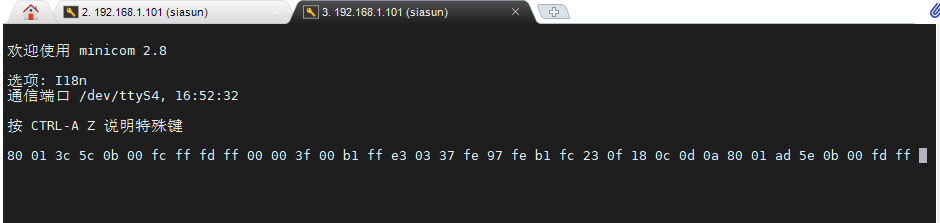 2. 192.168.1.101 (siasun)
3. 192.168.1.101 (siasun)
欢迎使用 minicom 2.8
选项: I18n
通信端口 /dev/ttyS4, 16:52:32
按 CTRL-A Z 说明特殊键
80 01 3c 5c 0b 00 fc ff fd ff 00 00 3f 00 b1 ff e3 03 37 fe 97 fe b1 fc 23 0f 18 0c 0d 0a 80 01 ad 5e 0b 00 fd ff